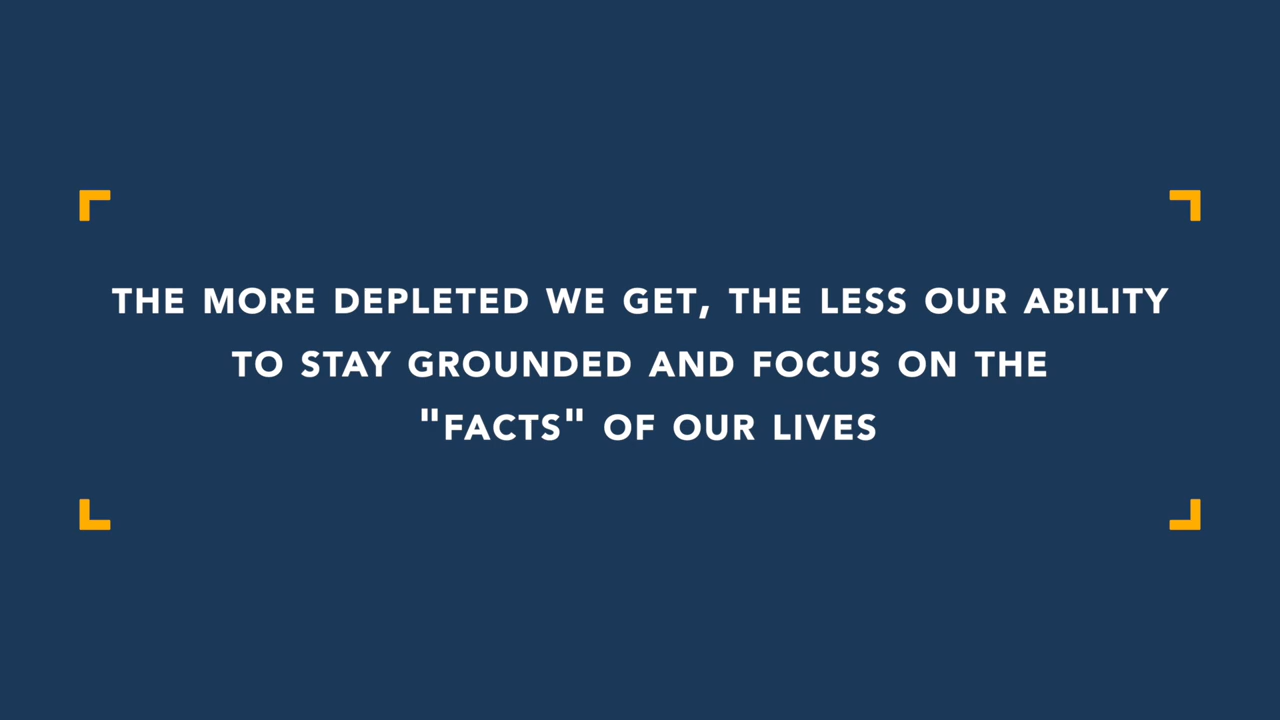 THE MORE DEPLETED WE GET, THE LESS OUR ABILITY
TO STAY GROUNDED AND FOCUS ON THE
"FACTS" OF OUR LIVES